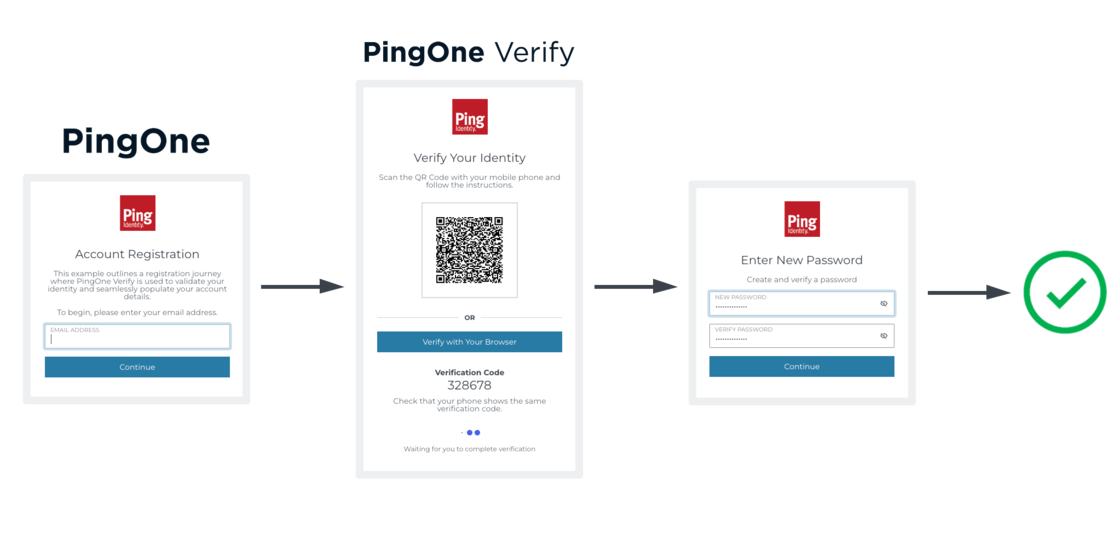 PingOne
Ping
Identity.
Account Registration
This example outlines a registration journey
where PingOne Verify is used to validate your
identity and seamlessly populate your account
details.
To begin, please enter your email address.
EMAIL ADDRESS
Continue
PingOne Verify
Ping
Identity.
Verify Your Identity
Scan the QR Code with your mobile phone and
follow the instructions.
OR
Verify with Your Browser
Verification Code
328678
Check that your phone shows the same
verification code.
Waiting for you to complete verification
Ping
Identity.
Enter New Password
Create and verify a password
NEW PASSWORD
VERIFY PASSWORD
Continue